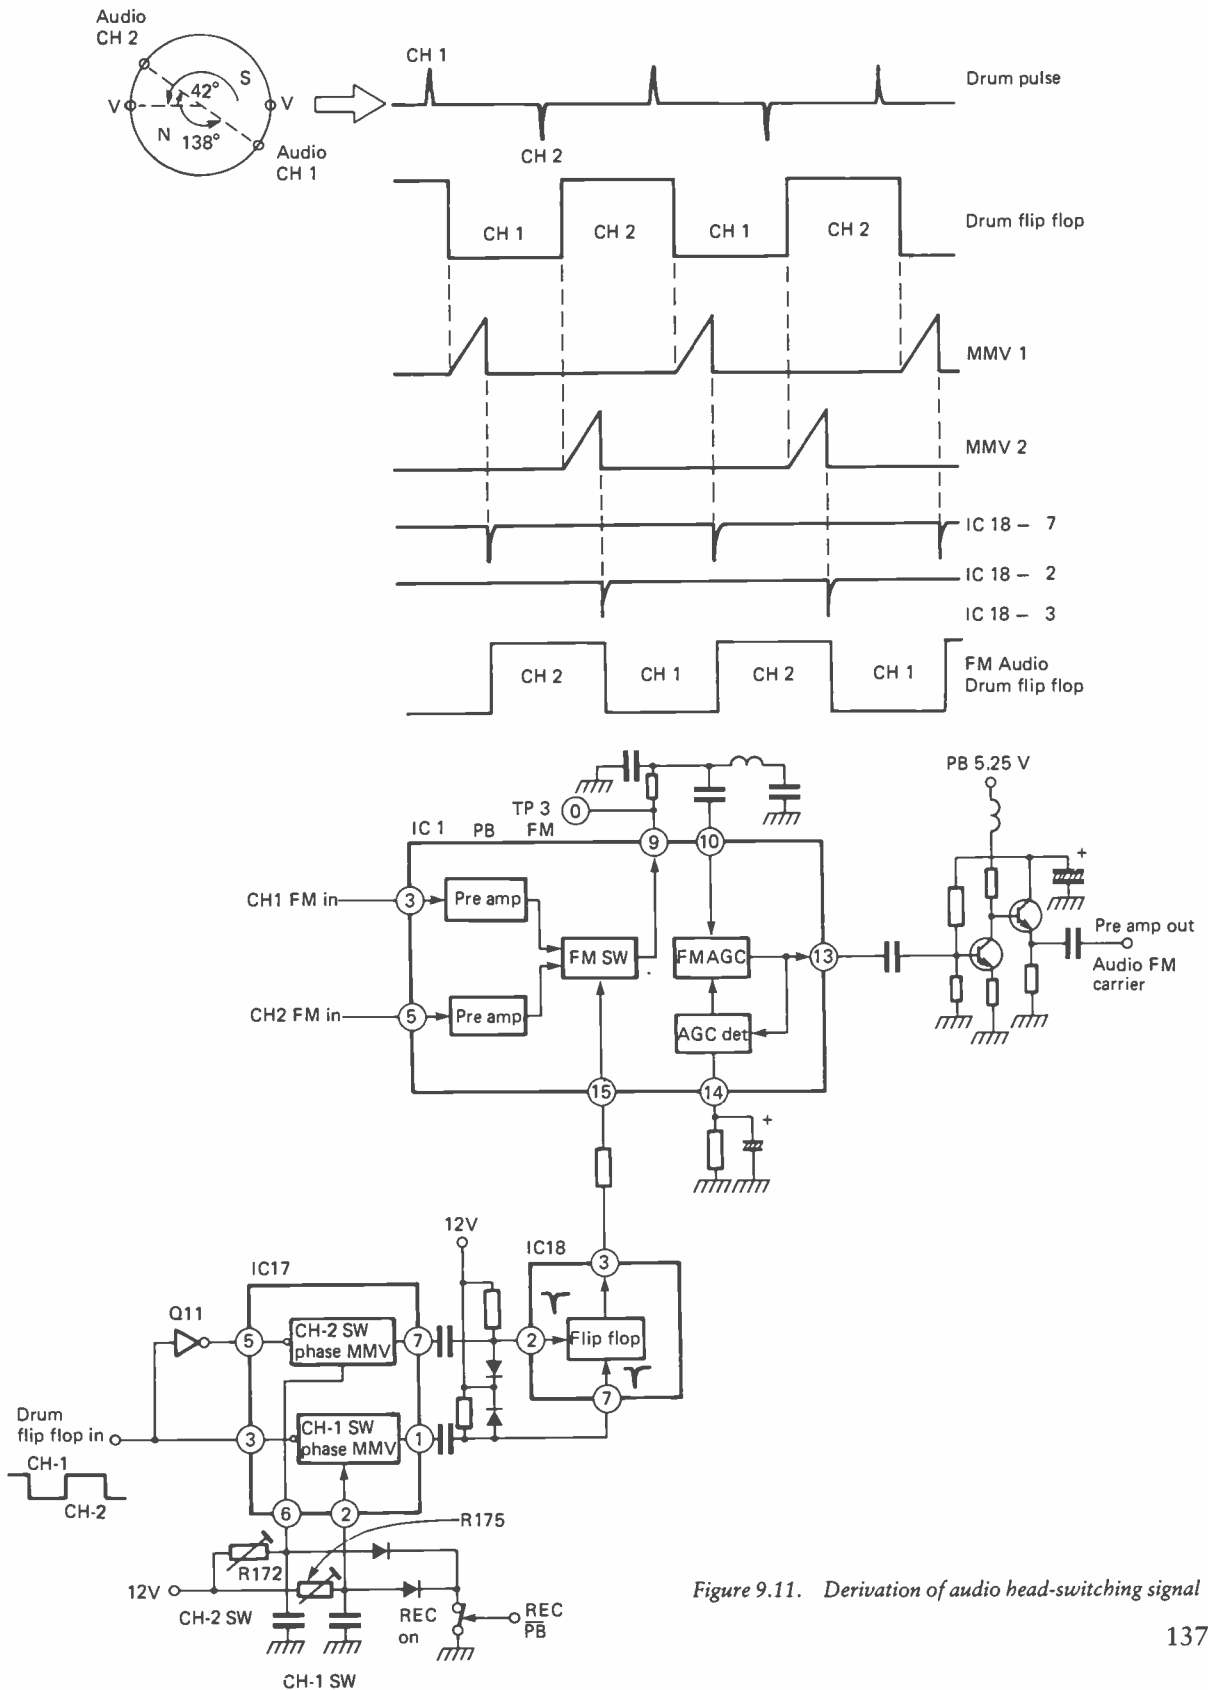 Audio
CH 2
CH 1
Drum pulse
S
42°
V
V
N
138°
Audio
CH 1
CH 2
CH 1
CH 2
CH 1
CH 2
Drum flip flop
MMV 1
MMV 2
IC 18 – 7
IC 18 – 2
IC 18 – 3
CH 2
CH 1
CH 2
CH 1
FM Audio
Drum flip flop
PB 5.25 V
TP 3
0
FM
IC 1
PB
9
10
+
CH1 FM in
3
Pre amp
FM SW
FM AGC
13
Pre amp out
Audio FM
carrier
CH2 FM in
5
Pre amp
AGC det
15
14
+
12V
IC18
3
IC17
Q11
5
CH-2 SW
phase MMV
7
2
Flip flop
7
Drum
flip flop in
3
CH-1 SW
phase MMV
1
CH-1
CH-2
6
2
R175
R172
12V
CH-2 SW
REC
on
REC
PB
CH-1 SW
Figure 9.11. Derivation of audio head-switching signal
137